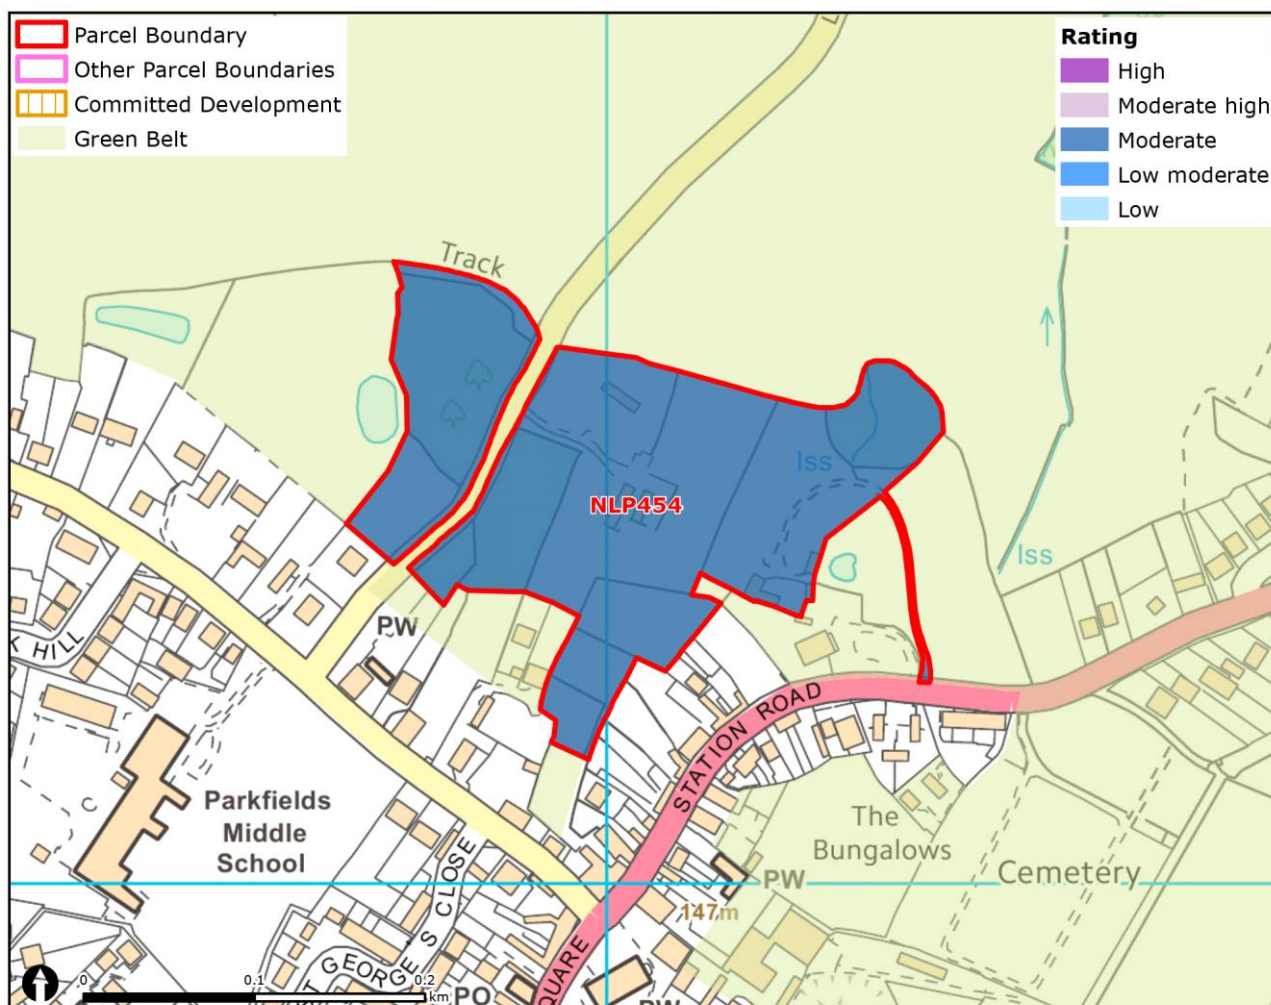 Parcel Boundary
Other Parcel Boundaries
Committed Development
Green Belt
Rating
High
Moderate high
Moderate
Low moderate
Low
Track
Iss
NLP454
Iss
PW
K HILL
STATION ROAD
Parkfields
Middle
School
The
Bungalows
Cemetery
PW
147m
GEORGE'S CLOSE
QUARE
PO
PW
0
0.1
0.2
km